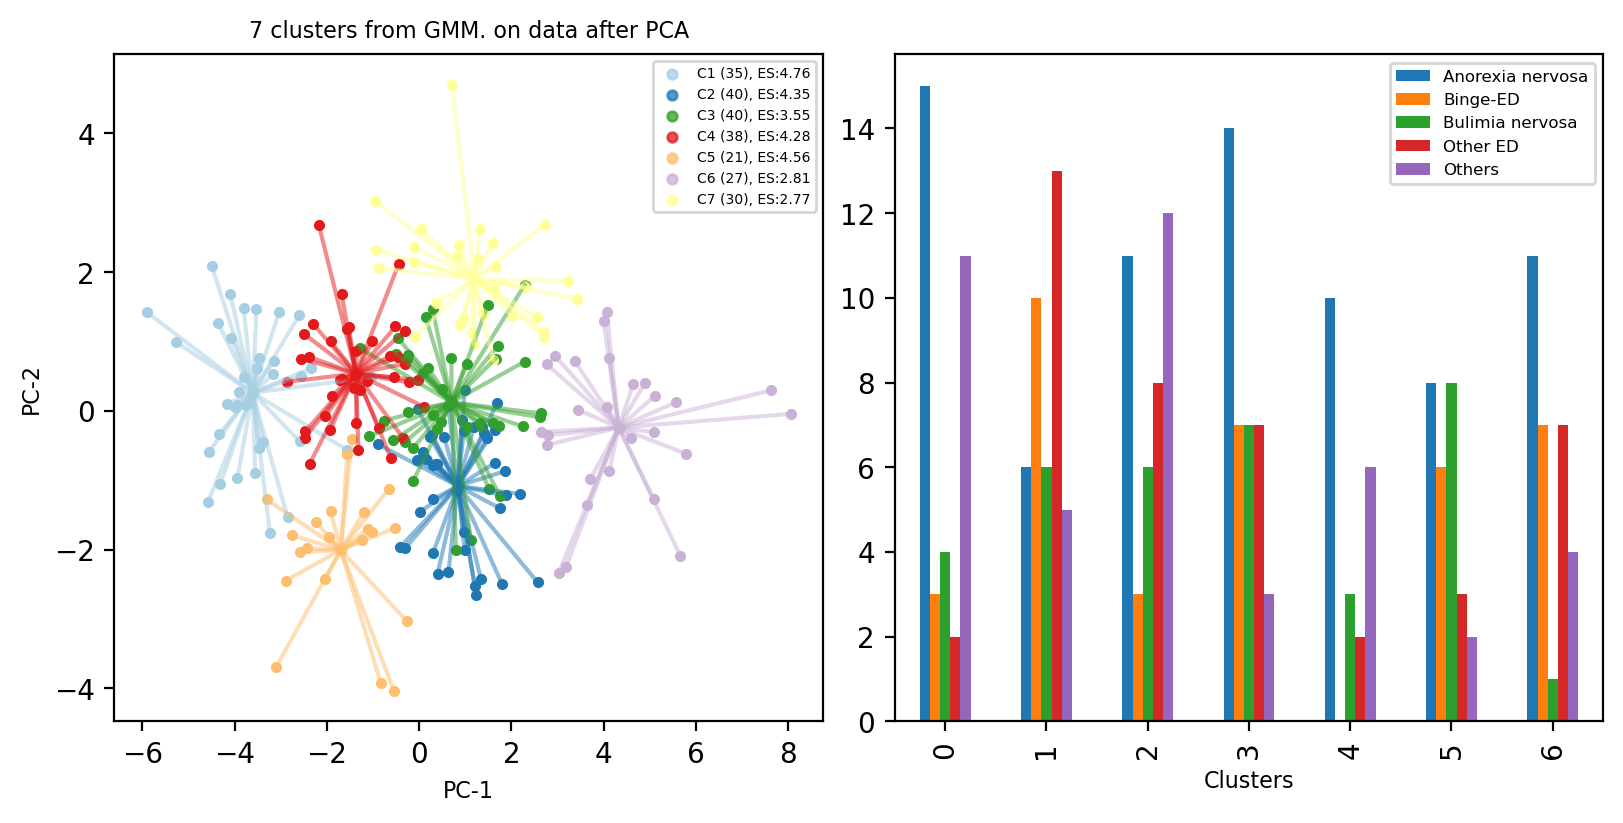 7 clusters from GMM. on data after PCA
C1 (35), ES:4.76
C2 (40), ES:4.35
C3 (40), ES:3.55
C4 (38), ES:4.28
C5 (21), ES:4.56
C6 (27), ES:2.81
C7 (30), ES:2.77
PC-2
4
2
0
−2
−4
−6 −4 −2 0 2 4 6 8
PC-1
Anorexia nervosa
Binge-ED
Bulimia nervosa
Other ED
Others
14
12
10
8
6
4
2
0
0 1 2 3 4 5 6
Clusters